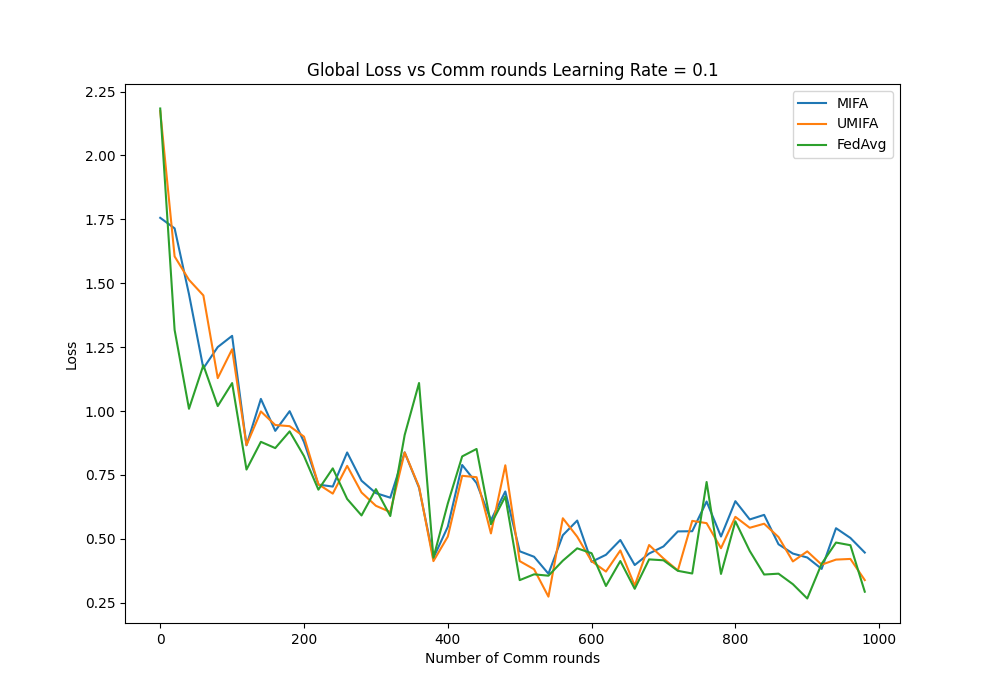 Global Loss vs Comm rounds Learning Rate = 0.1
MIFA
UMIFA
FedAvg
2.25
2.00
1.75
1.50
1.25
1.00
0.75
0.50
0.25
Loss
0
200
400
600
800
1000
Number of Comm rounds